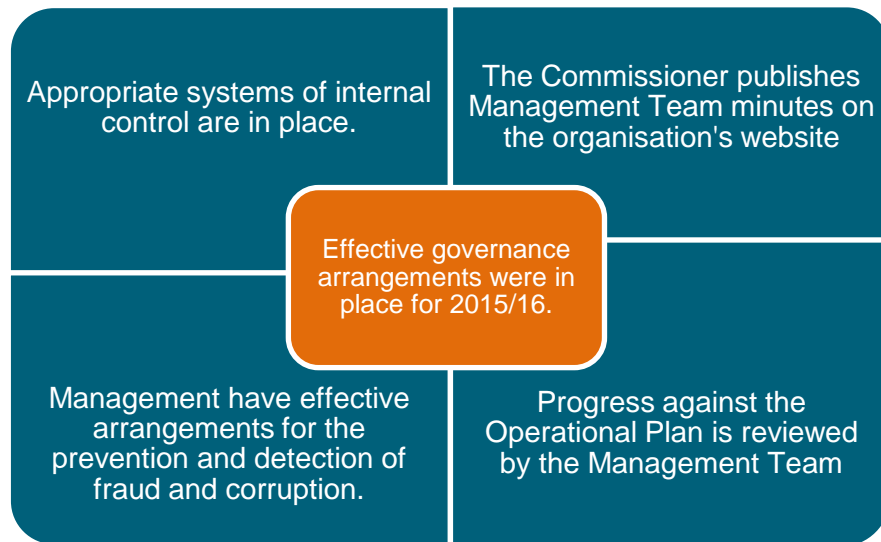 Appropriate systems of internal
control are in place.
The Commissioner publishes
Management Team minutes on
the organisation's website
Effective governance
arrangements were in
place for 2015/16.
Management have effective
arrangements for the
prevention and detection of
fraud and corruption.
Progress against the
Operational Plan is reviewed
by the Management Team